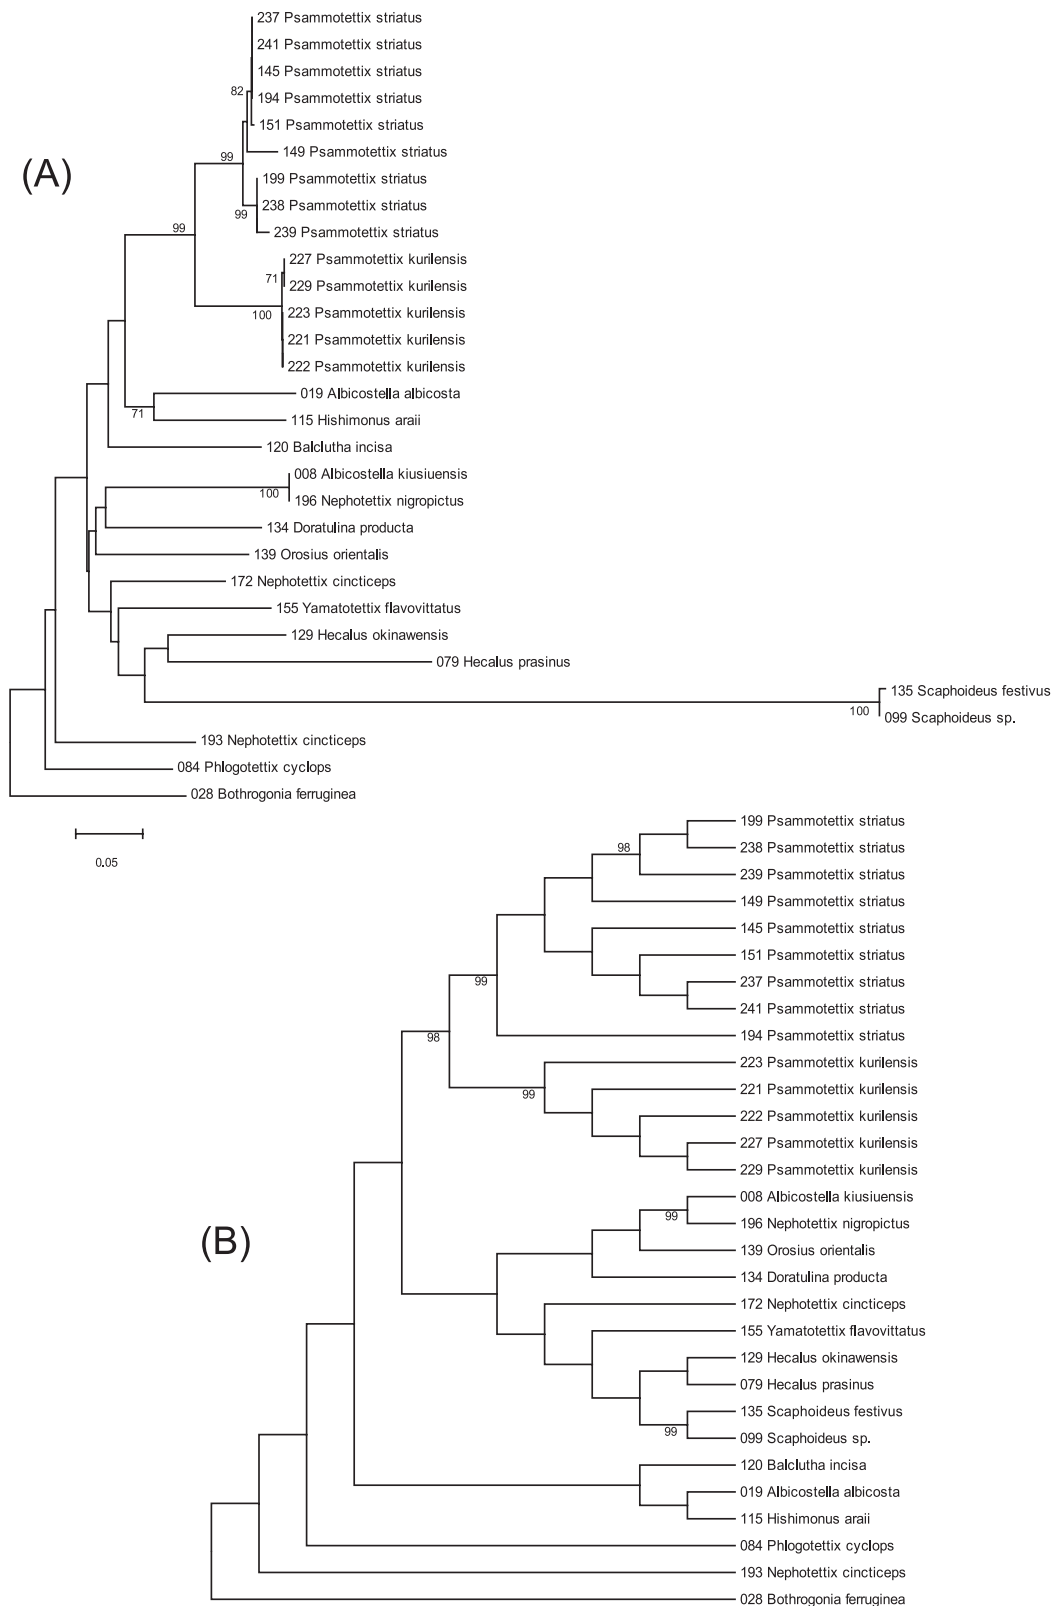 237 Psammotettix striatus
241 Psammotettix striatus
145 Psammotettix striatus
82
194 Psammotettix striatus
151 Psammotettix striatus
149 Psammotettix striatus
99
(A)
199 Psammotettix striatus
238 Psammotettix striatus
99
99
239 Psammotettix striatus
227 Psammotettix kurilensis
71
229 Psammotettix kurilensis
100
223 Psammotettix kurilensis
221 Psammotettix kurilensis
222 Psammotettix kurilensis
019 Albicostella albicosta
71
115 Hishimonus araii
120 Balclutha incisa
008 Albicostella kiusiuensis
100
196 Nephotettix nigropictus
134 Doratulina producta
139 Orosius orientalis
172 Nephotettix cincticeps
155 Yamatotettix flavovittatus
129 Hecalus okinawensis
079 Hecalus prasinus
135 Scaphoideus festivus
100
099 Scaphoideus sp.
193 Nephotettix cincticeps
084 Phlogotettix cyclops
028 Bothrogonia ferruginea
0.05
199 Psammotettix striatus
98
238 Psammotettix striatus
239 Psammotettix striatus
149 Psammotettix striatus
145 Psammotettix striatus
151 Psammotettix striatus
99
237 Psammotettix striatus
241 Psammotettix striatus
98
194 Psammotettix striatus
223 Psammotettix kurilensis
99
221 Psammotettix kurilensis
222 Psammotettix kurilensis
227 Psammotettix kurilensis
229 Psammotettix kurilensis
008 Albicostella kiusiuensis
99
196 Nephotettix nigropictus
(B)
139 Orosius orientalis
134 Doratulina producta
172 Nephotettix cincticeps
155 Yamatotettix flavovittatus
129 Hecalus okinawensis
079 Hecalus prasinus
135 Scaphoideus festivus
99
099 Scaphoideus sp.
120 Balclutha incisa
019 Albicostella albicosta
115 Hishimonus araii
084 Phlogotettix cyclops
193 Nephotettix cincticeps
028 Bothrogonia ferruginea